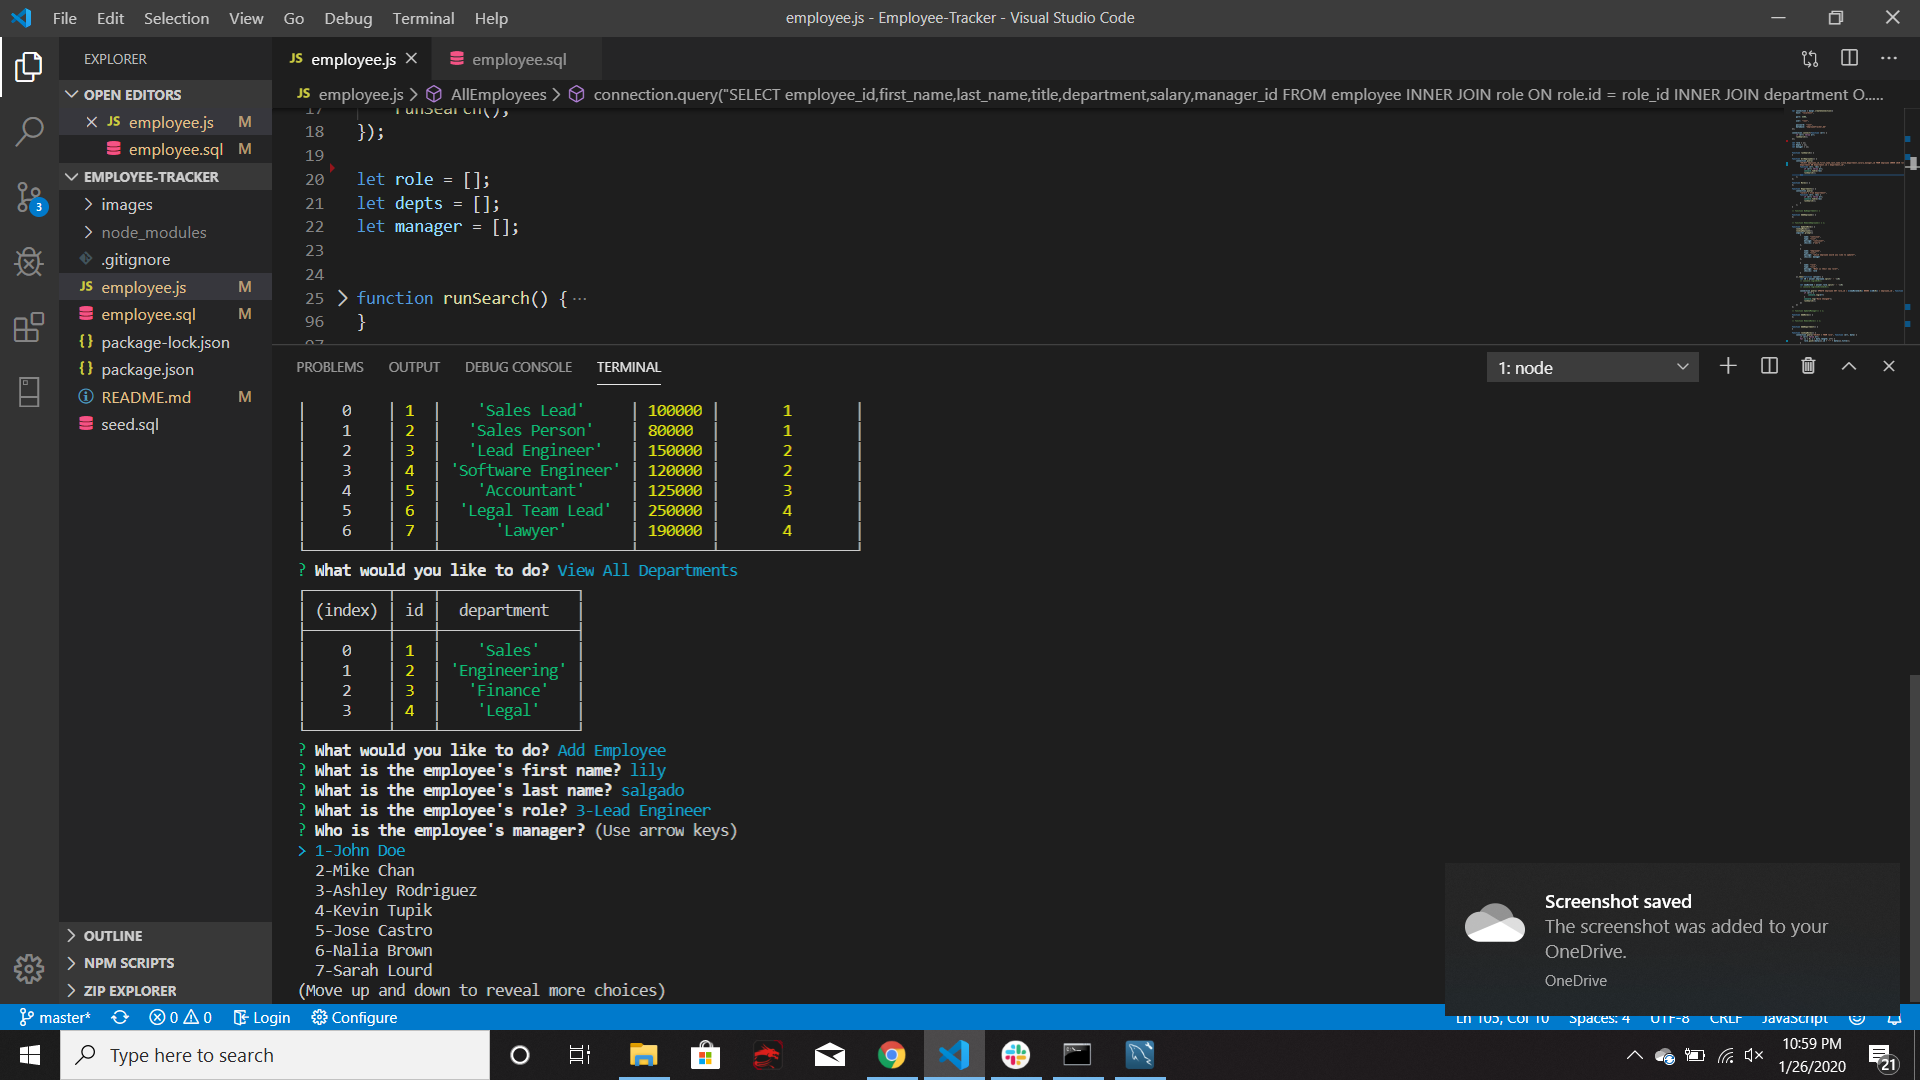 File Edit Selection View Go Debug Terminal Help
employee.js - Employee-Tracker - Visual Studio Code
EXPLORER
OPEN EDITORS
JS employee.js M
employee.sql M
EMPLOYEE-TRACKER
images
node_modules
.gitignore
JS employee.js M
employee.sql M
{} package-lock.json
{} package.json
README.md M
seed.sql
OUTLINE
NPM SCRIPTS
ZIP EXPLORER
3
JS employee.js employee.sql
JS employee.js > AllEmployees > connection.query("SELECT employee_id,first_name,last_name,title,department,salary,manager_id FROM employee INNER JOIN role ON role.id = role_id INNER JOIN department O......
17 runSearch();
18 });
19
20 let role = [];
21 let depts = [];
22 let manager = [];
23
24
25 function runSearch() { ...
96 }
97
PROBLEMS OUTPUT DEBUG CONSOLE TERMINAL
1: node
| 0 | 1 | 'Sales Lead' | 100000 | 1 |
| 1 | 2 | 'Sales Person' | 80000 | 1 |
| 2 | 3 | 'Lead Engineer' | 150000 | 2 |
| 3 | 4 | 'Software Engineer' | 120000 | 2 |
| 4 | 5 | 'Accountant' | 125000 | 3 |
| 5 | 6 | 'Legal Team Lead' | 250000 | 4 |
| 6 | 7 | 'Lawyer' | 190000 | 4 |
? What would you like to do? View All Departments
| (index) | id | department |
| 0 | 1 | 'Sales' |
| 1 | 2 | 'Engineering' |
| 2 | 3 | 'Finance' |
| 3 | 4 | 'Legal' |
? What would you like to do? Add Employee
? What is the employee's first name? lily
? What is the employee's last name? salgado
? What is the employee's role? 3-Lead Engineer
? Who is the employee's manager? (Use arrow keys)
> 1-John Doe
2-Mike Chan
3-Ashley Rodriguez
4-Kevin Tupik
5-Jose Castro
6-Nalia Brown
7-Sarah Lourd
(Move up and down to reveal more choices)
Screenshot saved
The screenshot was added to your
OneDrive.
OneDrive
master* 0 0 Login Configure
Ln 105, Col 10 Spaces: 4 UTF-8 CRLF JavaScript
Type here to search
10:59 PM
1/26/2020
21